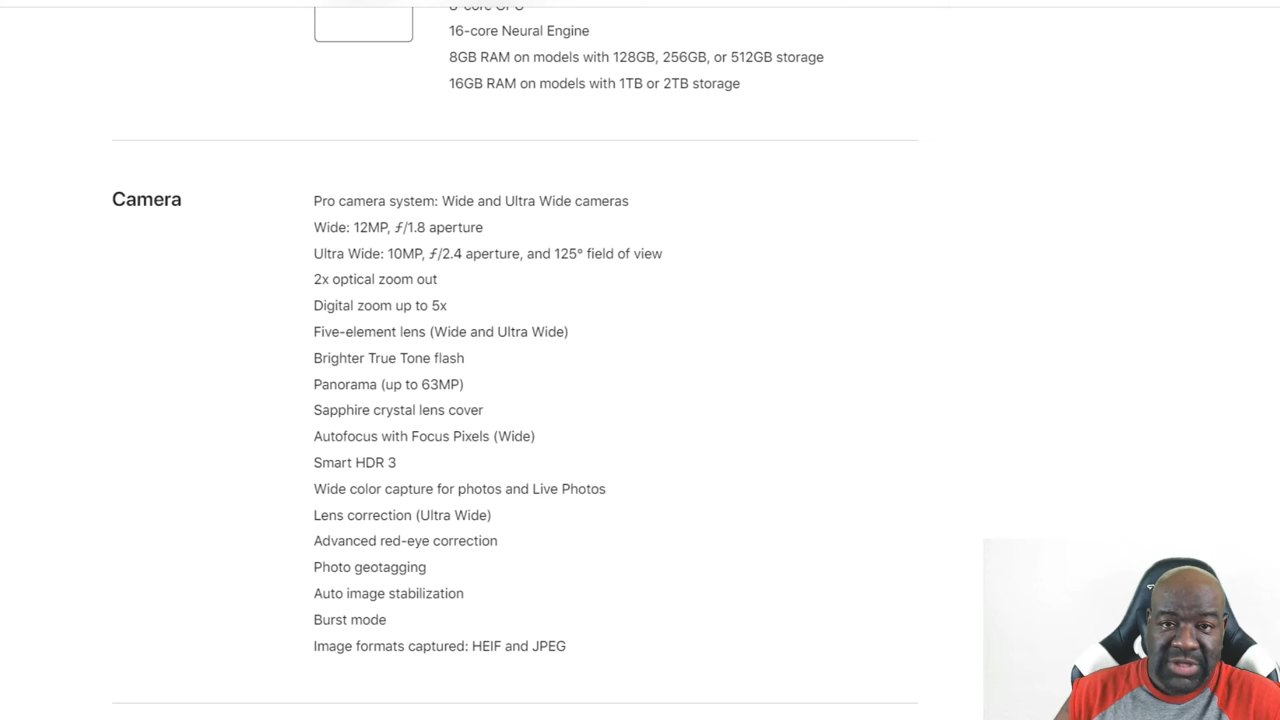 16-core Neural Engine
8GB RAM on models with 128GB, 256GB, or 512GB storage
16GB RAM on models with 1TB or 2TB storage
Camera
Pro camera system: Wide and Ultra Wide cameras
Wide: 12MP, ƒ/1.8 aperture
Ultra Wide: 10MP, ƒ/2.4 aperture, and 125° field of view
2x optical zoom out
Digital zoom up to 5x
Five-element lens (Wide and Ultra Wide)
Brighter True Tone flash
Panorama (up to 63MP)
Sapphire crystal lens cover
Autofocus with Focus Pixels (Wide)
Smart HDR 3
Wide color capture for photos and Live Photos
Lens correction (Ultra Wide)
Advanced red-eye correction
Photo geotagging
Auto image stabilization
Burst mode
Image formats captured: HEIF and JPEG